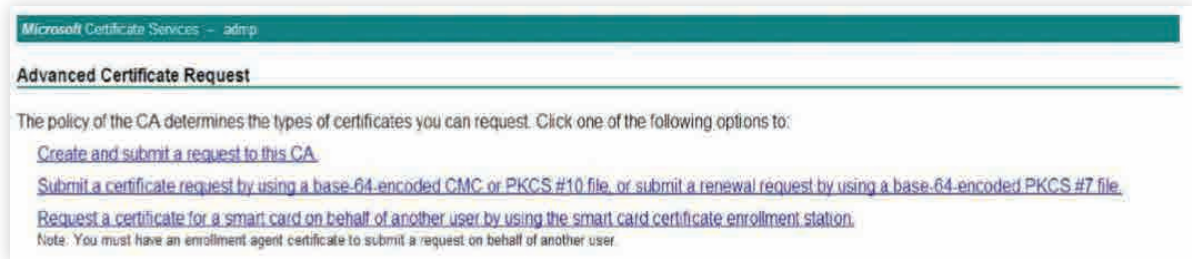 Microsoft Certificate Services -- admp
Advanced Certificate Request
The policy of the CA determines the types of certificates you can request. Click one of the following options to:
Create and submit a request to this CA.
Submit a certificate request by using a base-64-encoded CMC or PKCS #10 file, or submit a renewal request by using a base-64-encoded PKCS #7 file.
Request a certificate for a smart card on behalf of another user by using the smart card certificate enrollment station.
Note: You must have an enrollment agent certificate to submit a request on behalf of another user.